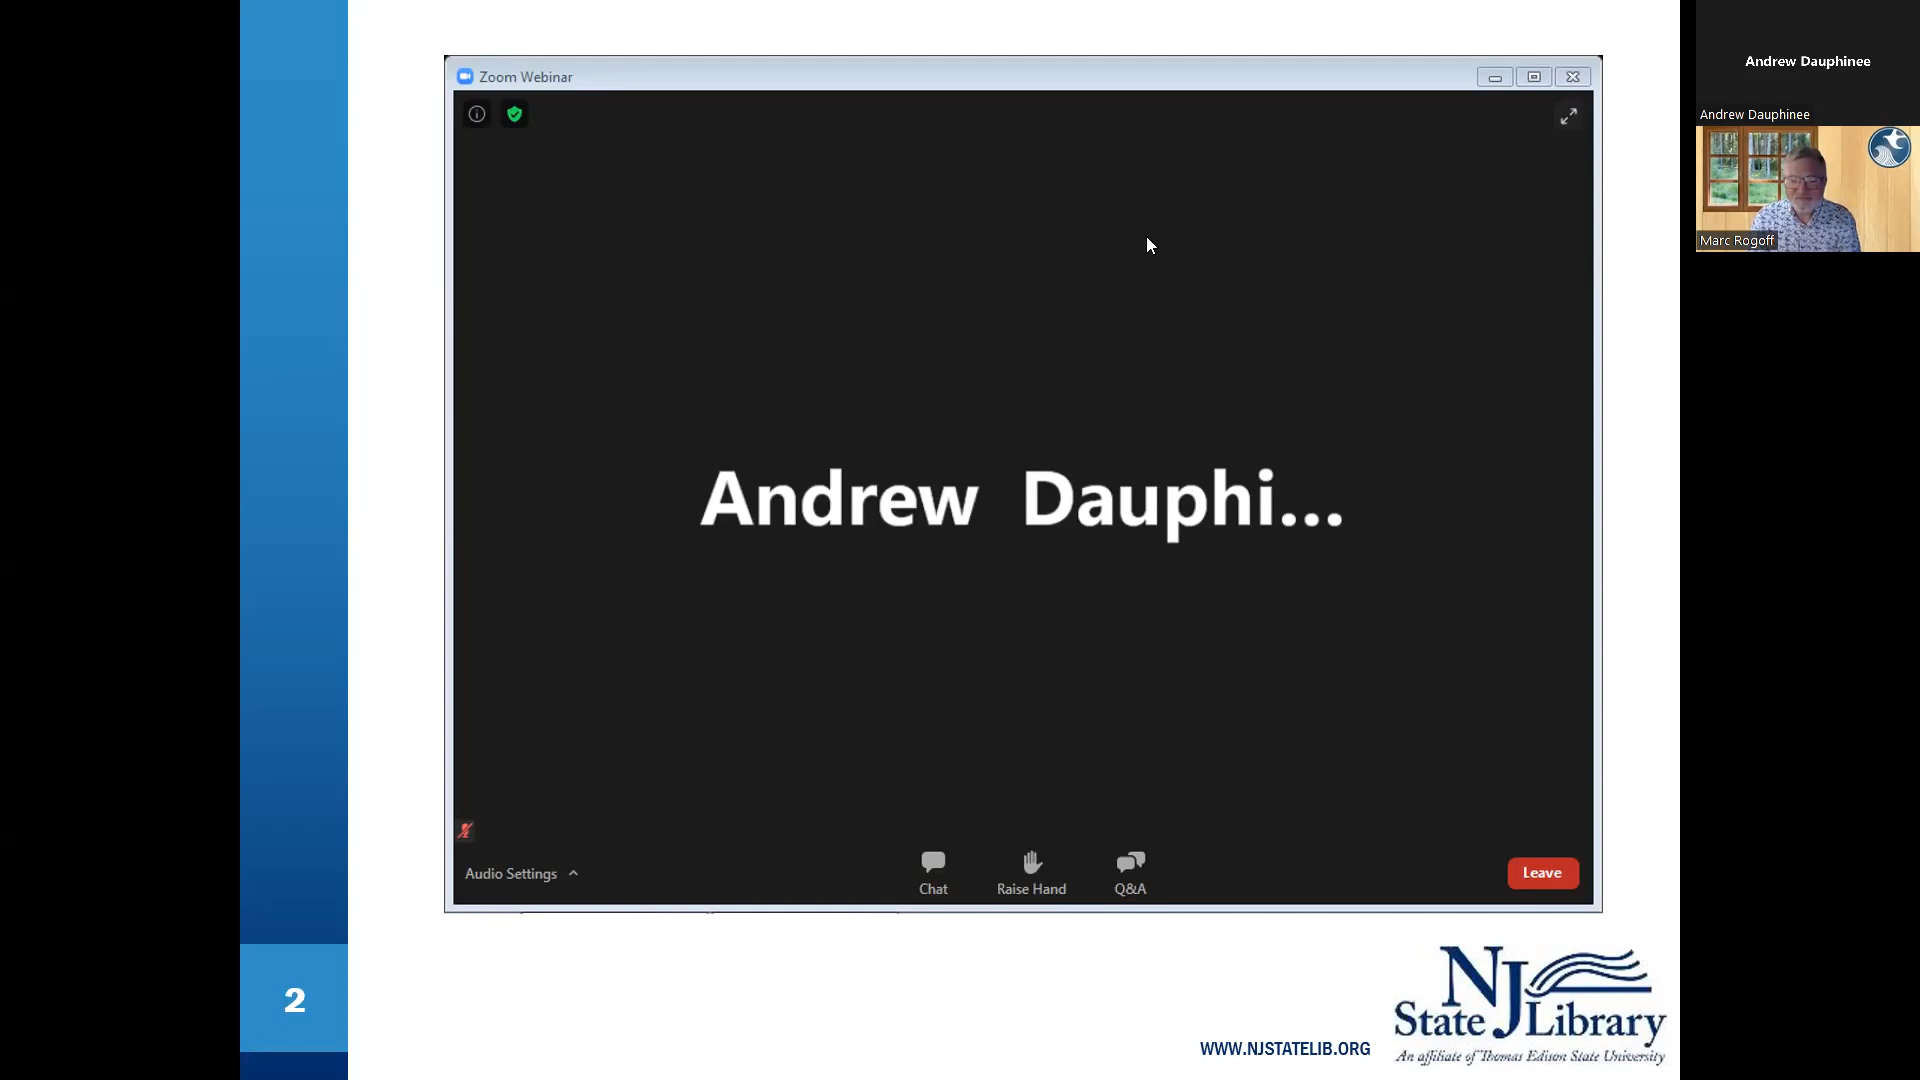 Zoom Webinar
Andrew Dauphi...
Audio Settings
Chat
Raise Hand
Q&A
Leave
2
WWW.NJSTATELIB.ORG
NJ
State Library
An affiliate of Thomas Edison State University
Andrew Dauphinee
Andrew Dauphinee
Marc Rogoff